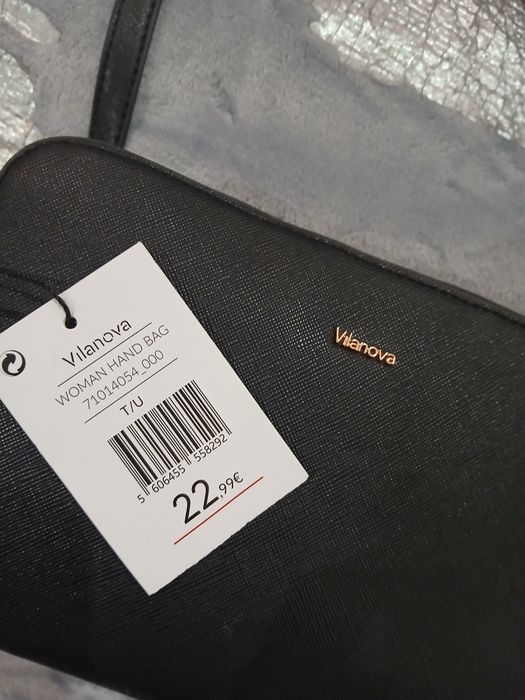 Vilanova
WOMAN HAND BAG
71014054_000
T/U
5 606455 558292
22,99€
Vilanova